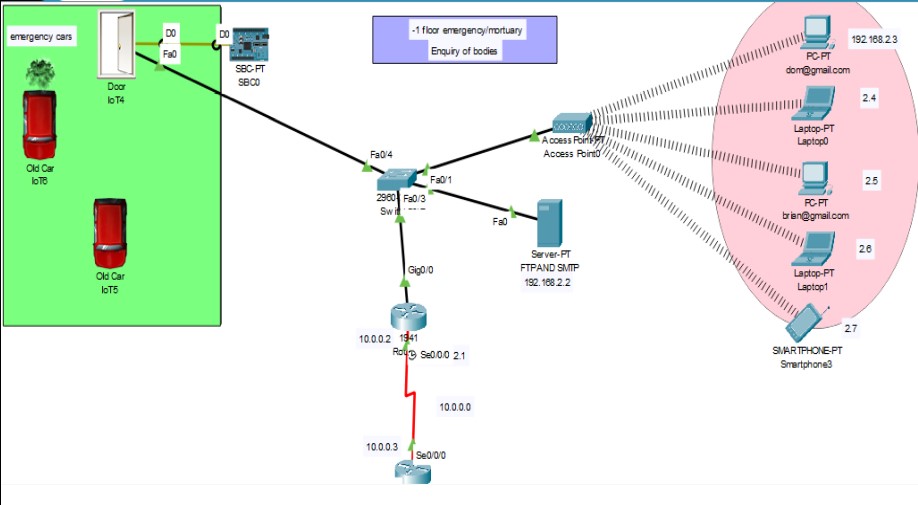 emergency cars
D0
D0
Fa0
SBC-PT
SBC0
Door
IoT4
Old Car
IoT6
Old Car
IoT5
-1 floor emergency/mortuary
Enquiry of bodies
192.168.2.3
PC-PT
dom@gmail.com
2.4
Laptop-PT
Laptop0
2.5
PC-PT
brian@gmail.com
2.6
Laptop-PT
Laptop1
2.7
SMARTPHONE-PT
Smartphone3
Access Point-PT
Access Point0
Fa0/4
Fa0/1
2960
Fa0/3
Fa0
Server-PT
FTPAND SMTP
192.168.2.2
Gig0/0
10.0.0.2
1941
Se0/0/0 2.1
10.0.0.0
10.0.0.3
Se0/0/0